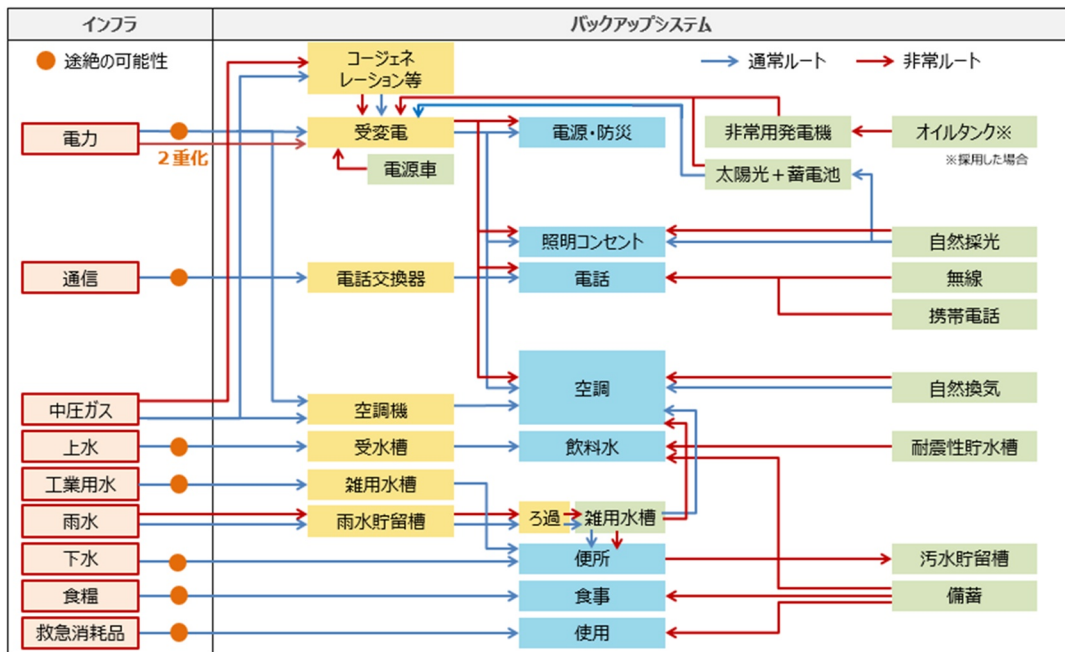 インフラ
バックアップシステム
途絶の可能性
コージェネ
レーション等
通常ルート
非常ルート
電力
2重化
受変電
電源・防災
非常用発電機
オイルタンク※
※採用した場合
電源車
太陽光+蓄電池
照明コンセント
自然採光
通信
電話交換器
電話
無線
携帯電話
空調
自然換気
中圧ガス
空調機
上水
受水槽
飲料水
耐震性貯水槽
工業用水
雑用水槽
雨水
雨水貯留槽
ろ過
雑用水槽
下水
便所
汚水貯留槽
食糧
食事
備蓄
救急消耗品
使用